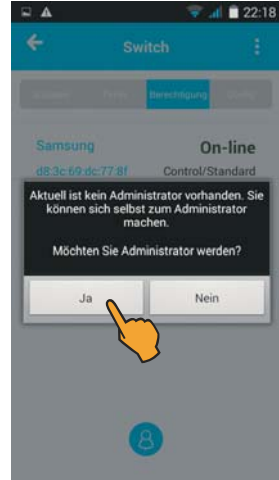 22:18
Switch
Berechtigung
Samsung
On-line
d8:3c:69:dc:77:8f
Control/Standard
Aktuell ist kein Administrator vorhanden. Sie
können sich selbst zum Administrator
machen.
Möchten Sie Administrator werden?
Ja
Nein